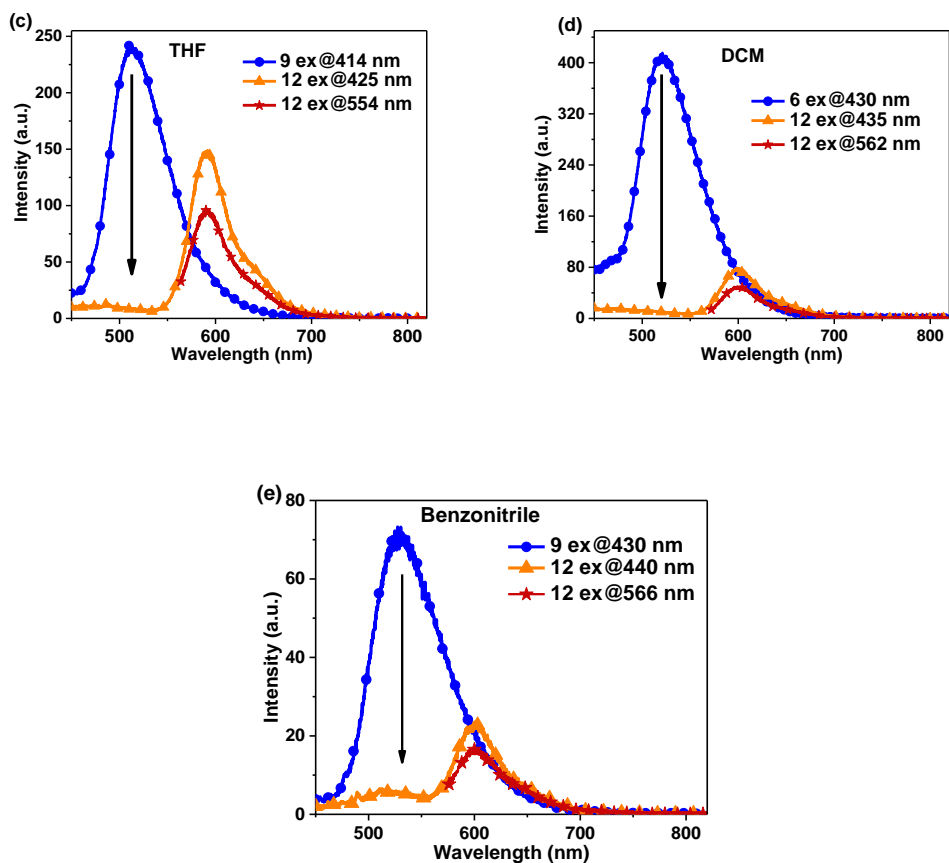 (c)
THF
9 ex@414 nm
12 ex@425 nm
12 ex@554 nm
Intensity (a.u.)
250
200
150
100
50
0
500 600 700 800
Wavelength (nm)
(d)
DCM
6 ex@430 nm
12 ex@435 nm
12 ex@562 nm
Intensity (a.u.)
400
320
240
160
80
0
500 600 700 800
Wavelength (nm)
(e)
Benzonitrile
9 ex@430 nm
12 ex@440 nm
12 ex@566 nm
Intensity (a.u.)
80
60
40
20
0
500 600 700 800
Wavelength (nm)